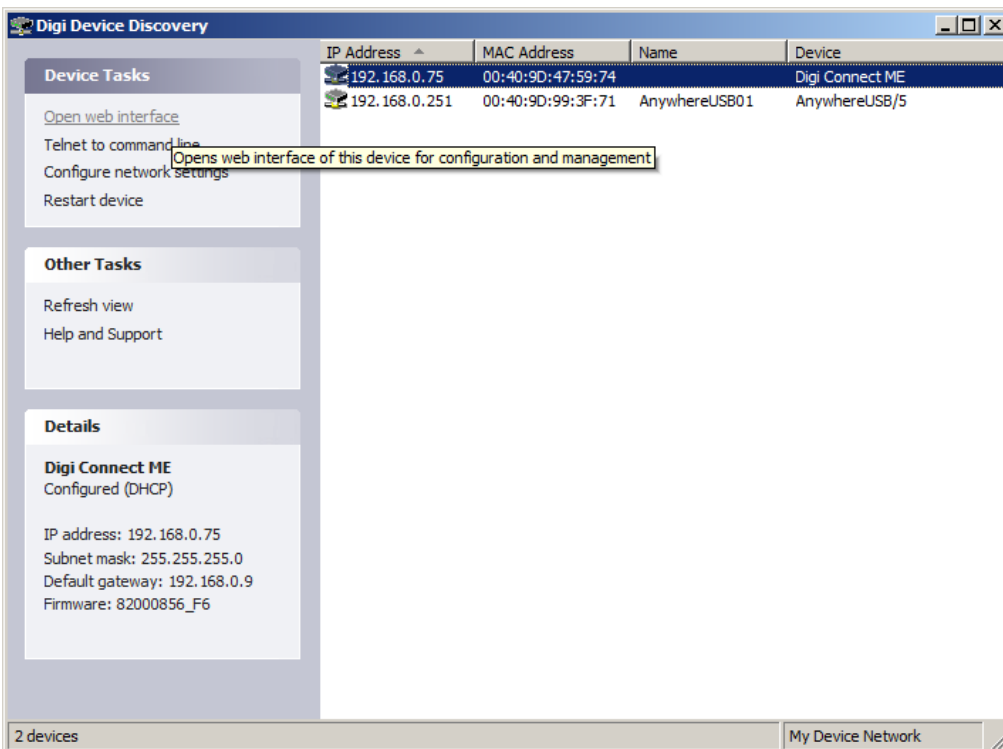 Digi Device Discovery
Device Tasks
Open web interface
Telnet to command line
Opens web interface of this device for configuration and management
Configure network settings
Restart device
Other Tasks
Refresh view
Help and Support
Details
Digi Connect ME
Configured (DHCP)
IP address: 192.168.0.75
Subnet mask: 255.255.255.0
Default gateway: 192.168.0.9
Firmware: 82000856_F6
IP Address MAC Address Name Device
192.168.0.75 00:40:9D:47:59:74 Digi Connect ME
192.168.0.251 00:40:9D:99:3F:71 AnywhereUSB01 AnywhereUSB/5
2 devices My Device Network